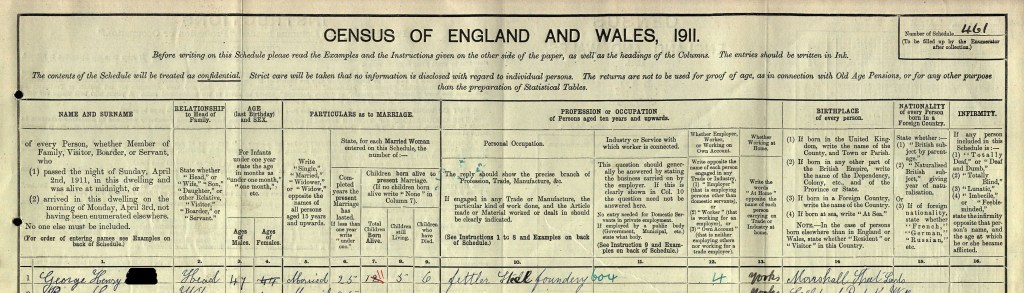 CENSUS OF ENGLAND AND WALES, 1911.
Number of Schedule. 461
(To be filled up by the Enumerator after collection.)
Before writing on this Schedule please read the Examples and the Instructions given on the other side of the paper, as well as the headings of the Columns. The entries should be written in Ink.
The contents of the Schedule will be treated as confidential. Strict care will be taken that no information is disclosed with regard to individual persons. The returns are not to be used for proof of age, as in connection with Old Age Pensions, or for any other purpose
than the preparation of Statistical Tables.
NAME AND SURNAME
of every Person, whether Member of
Family, Visitor, Boarder, or Servant,
who
(1) passed the night of Sunday, April
2nd, 1911, in this dwelling and
was alive at midnight, or
(2) arrived in this dwelling on the
morning of Monday, April 3rd, not
having been enumerated elsewhere.
No one else must be included.
(For order of entering names see Examples on
back of Schedule.)
1.
RELATIONSHIP
to Head of
Family.
State whether
"Head," or
"Wife," "Son,"
"Daughter," or
other Relative,
"Visitor,"
"Boarder," or
"Servant."
2.
AGE
(last Birthday)
and SEX.
For Infants
under one year
state the age
in months as
"under one month,"
"one month,"
etc.
Ages of Males.
3.
Ages of Females.
4.
PARTICULARS as to MARRIAGE.
Write
"Single,"
"Married,"
"Widower,"
or
"Widow,"
opposite the
names of all
persons aged 15
years and
upwards.
5.
State, for each Married Woman
entered on this Schedule, the
number of :—
Completed years the present Marriage has lasted.
If less than one year write "under one."
6.
Children born alive to
present Marriage.
(If no children born
alive write "None" in
Column 7).
Total Children Born Alive.
7.
Children still Living.
8.
Children who have Died.
9.
PROFESSION or OCCUPATION
of Persons aged ten years and upwards.
Personal Occupation.
The reply should show the precise branch of
Profession, Trade, Manufacture, &c.
If engaged in any Trade or Manufacture, the
particular kind of work done, and the Article
made or Material worked or dealt in should
be clearly indicated.
(See Instructions 1 to 8 and Examples on back
of Schedule.)
10.
Industry or Service with
which worker is connected.
This question should generally
be answered by stating
the business carried on by
the employer. If this is
clearly shown in Col. 10
the question need not be
answered here.
No entry needed for Domestic Servants
in private employment.
If employed by a public body
(Government, Municipal, etc.)
state what body.
(See Instruction 9 and Examples
on back of Schedule.)
11.
Whether Employer,
Worker,
or Working on
Own Account.
Write opposite the
name of each person
engaged in any Trade
or Industry,
(1) "Employer"
(that is employing
persons other than
domestic servants),
or
(2) "Worker" (that
is working for an
employer), or
(3) "Own Account"
(that is neither
employing others
nor working for a
trade employer).
12.
Whether
Working at
Home.
Write
the words
"At Home"
opposite the
name of each
person
carrying on
Trade or
Industry
at home.
13.
BIRTHPLACE
of every person.
(1) If born in the United Kingdom,
write the name of the
County, and Town or Parish.
(2) If born in any other part of
the British Empire, write the
name of the Dependency,
Colony, etc., and of the
Province or State.
(3) If born in a Foreign Country,
write the name of the Country.
(4) If born at sea, write "At Sea."
NOTE.—In the case of persons
born elsewhere than in England or
Wales, state whether "Resident" or
"Visitor" in this Country.
14.
NATIONALITY
of every Person
born in a
Foreign Country.
State whether :—
(1) "British
subject by
parentage,"
(2) "Naturalised
British
subject,"
giving year
of naturalisation,
Or
(3) If of foreign
nationality,
state whether
"French,"
"German,"
"Russian,"
etc.
15.
INFIRMITY.
If any person
included in this
Schedule is :—
(1) "Totally
Deaf," or "Deaf
and Dumb,"
(2) "Totally
Blind,"
(3) "Lunatic,"
(4) "Imbecile,"
or "Feeble-minded,"
state the infirmity
opposite that
person's name,
and the age at
which he or she
became afflicted.
16.
1 George Henry Head 47 44 Married 25 5 6 fettler foundery 604 4 Yorks Marshall Street Leeds